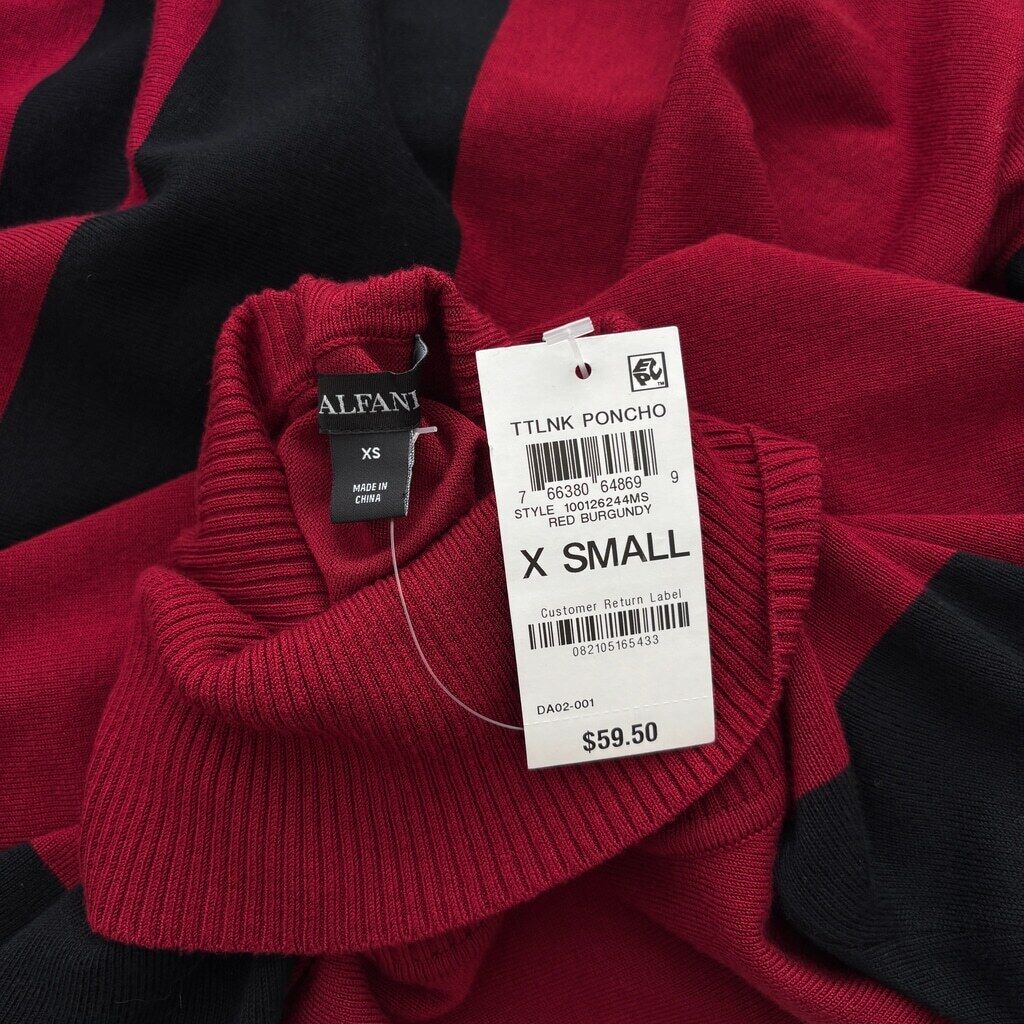 ALFANI
XS
MADE IN
CHINA
EPC™
TTLNK PONCHO
7 66380 64869 9
STYLE 100126244MS
RED BURGUNDY
X SMALL
Customer Return Label
082105165433
DA02-001
$59.50